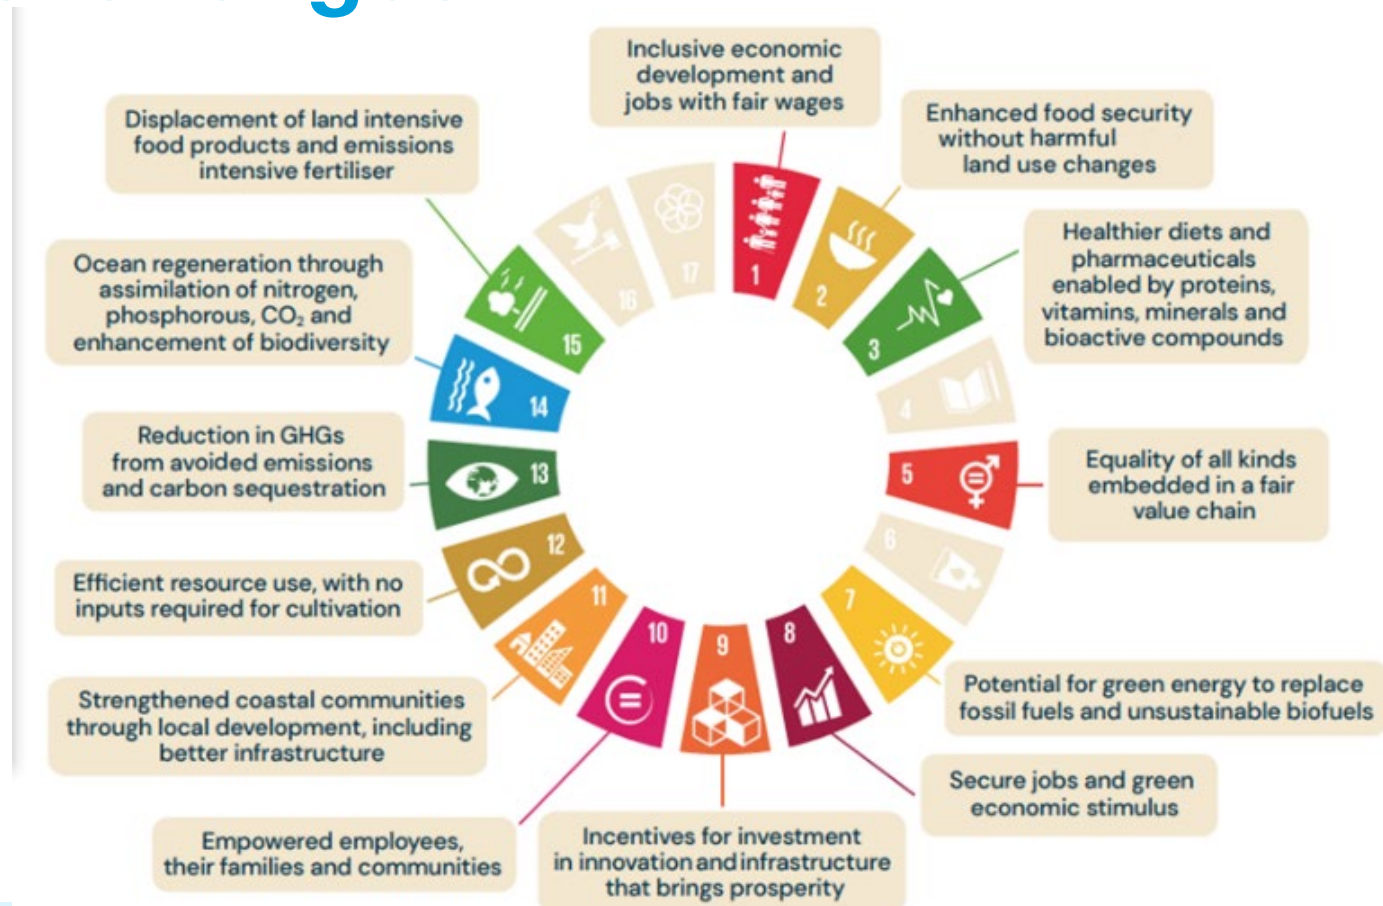 Inclusive economic
development and
jobs with fair wages
Enhanced food security
without harmful
land use changes
Healthier diets and
pharmaceuticals
enabled by proteins,
vitamins, minerals and
bioactive compounds
Equality of all kinds
embedded in a fair
value chain
Potential for green energy to replace
fossil fuels and unsustainable biofuels
Secure jobs and green
economic stimulus
Incentives for investment
in innovation and infrastructure
that brings prosperity
Empowered employees,
their families and communities
Strengthened coastal communities
through local development, including
better infrastructure
Efficient resource use, with no
inputs required for cultivation
Reduction in GHGs
from avoided emissions
and carbon sequestration
Ocean regeneration through
assimilation of nitrogen,
phosphorous, CO₂ and
enhancement of biodiversity
Displacement of land intensive
food products and emissions
intensive fertiliser
1
2
3
4
5
6
7
8
9
10
11
12
13
14
15
16
17